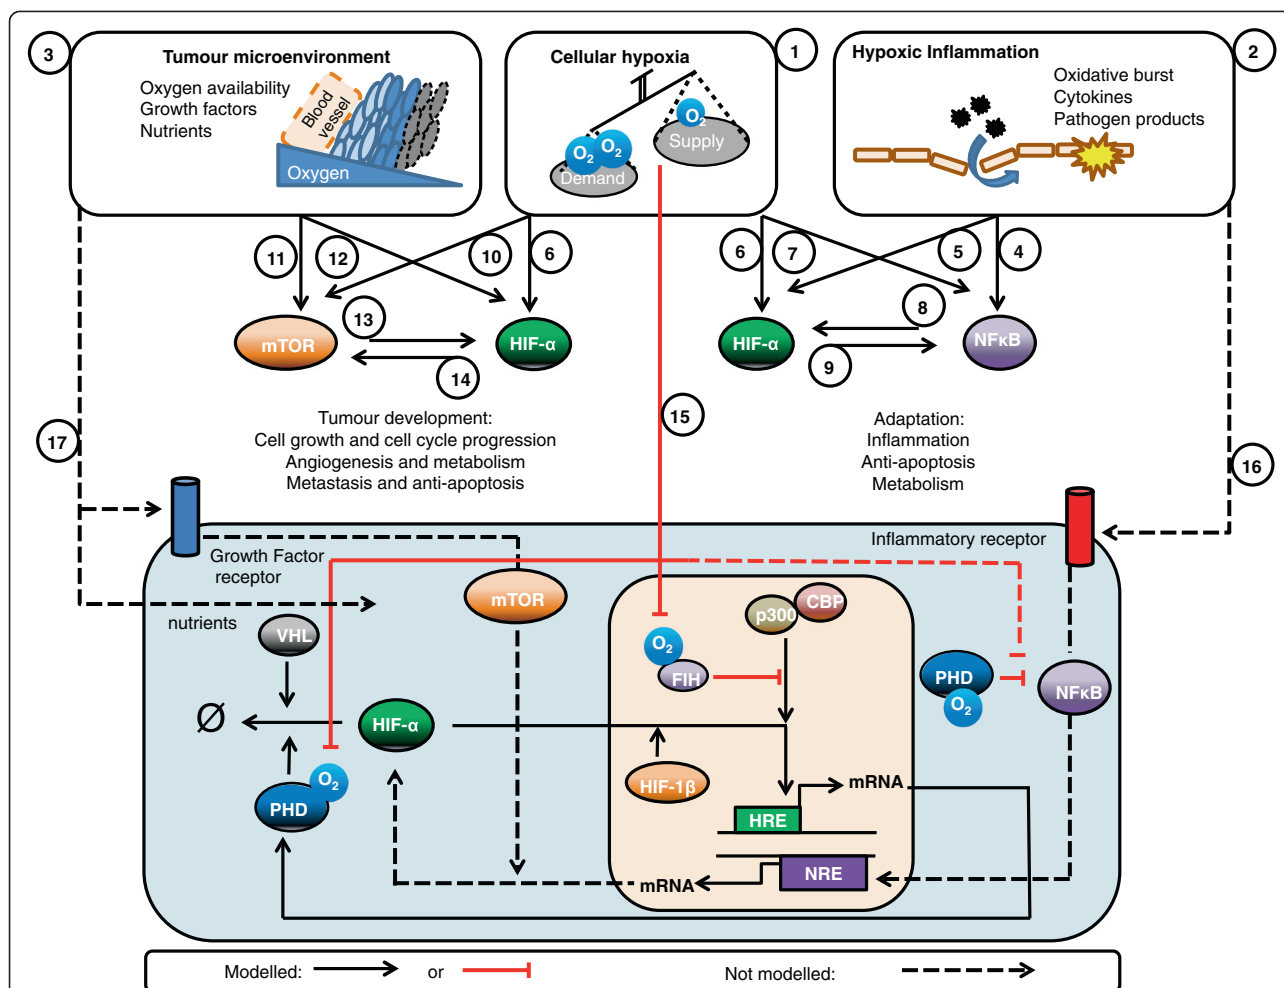 3
Tumour microenvironment
Oxygen availability
Growth factors
Nutrients
Blood
vessel
Oxygen
Cellular hypoxia
1
O2
Supply
O2 O2
Demand
Hypoxic Inflammation
2
Oxidative burst
Cytokines
Pathogen products
11
12
10
6
6
7
5
4
13
mTOR
HIF-α
14
8
HIF-α
NFκB
9
15
Tumour development:
Cell growth and cell cycle progression
Angiogenesis and metabolism
Metastasis and anti-apoptosis
Adaptation:
Inflammation
Anti-apoptosis
Metabolism
17
16
Growth Factor
receptor
Inflammatory receptor
nutrients
mTOR
VHL
p300
CBP
O2
FIH
PHD
O2
NFκB
Ø
HIF-α
O2
PHD
HIF-1β
mRNA
HRE
mRNA
NRE
Modelled:
or
Not modelled: